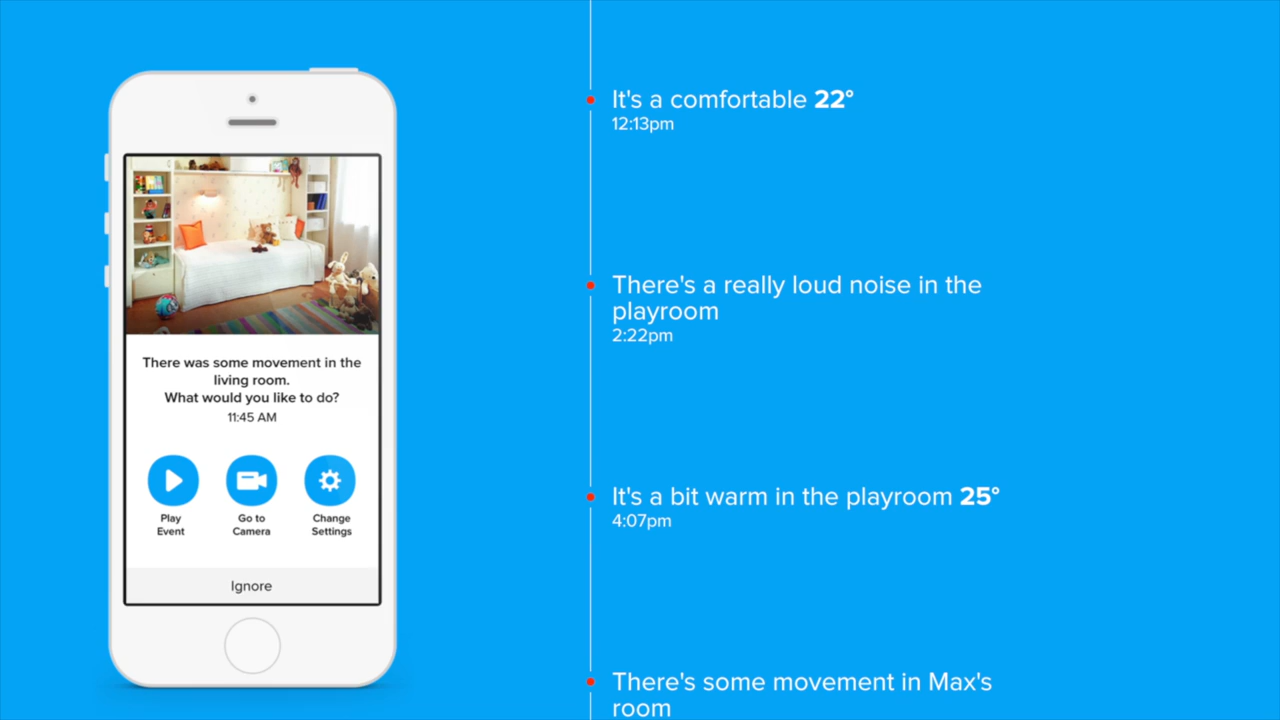 There was some movement in the
living room.
What would you like to do?
11:45 AM
Play
Event
Go to
Camera
Change
Settings
Ignore
It's a comfortable 22°
12:13pm
There's a really loud noise in the
playroom
2:22pm
It's a bit warm in the playroom 25°
4:07pm
There's some movement in Max's
room